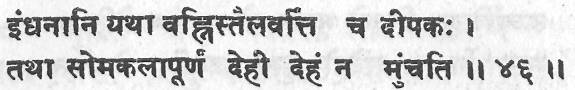 इंधनानि यथा वह्निस्तैलवर्त्तिं च दीपकः ।
तथा सोमकलापूर्णं देही देहं न मुंचति ॥ ४६ ॥